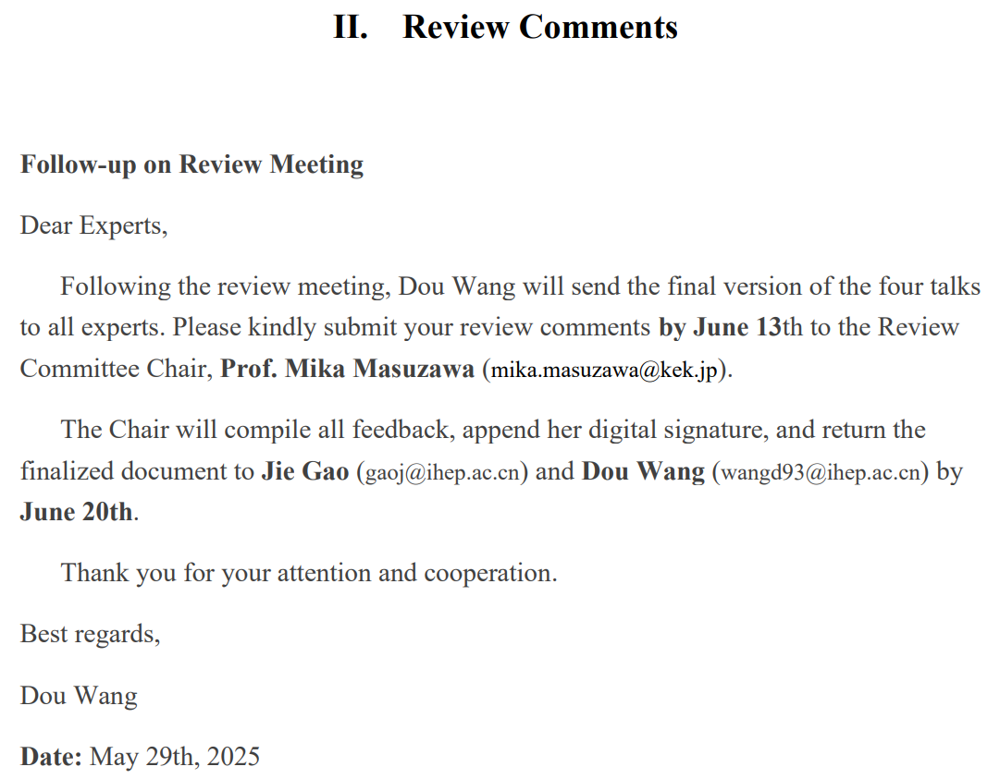 II. Review Comments
Follow-up on Review Meeting
Dear Experts,
Following the review meeting, Dou Wang will send the final version of the four talks
to all experts. Please kindly submit your review comments by June 13th to the Review
Committee Chair, Prof. Mika Masuzawa (mika.masuzawa@kek.jp).
The Chair will compile all feedback, append her digital signature, and return the
finalized document to Jie Gao (gaoj@ihep.ac.cn) and Dou Wang (wangd93@ihep.ac.cn) by
June 20th.
Thank you for your attention and cooperation.
Best regards,
Dou Wang
Date: May 29th, 2025